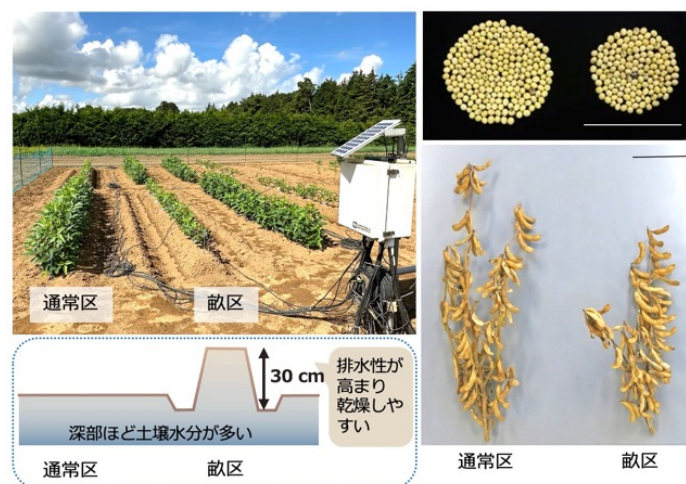 通常区
畝区
30 cm
排水性が
高まり
乾燥しや
すい
深部ほど土壌水分が多い
通常区
畝区
通常区
畝区